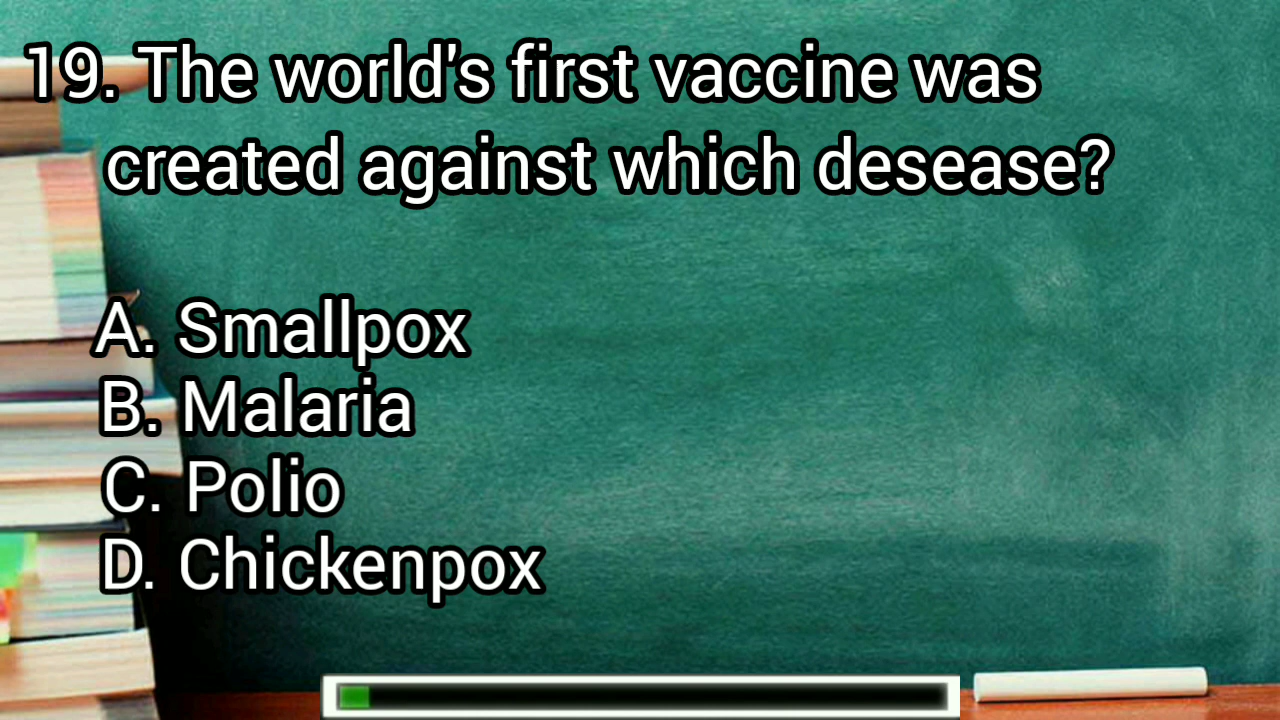 19. The world's first vaccine was
created against which desease?
A. Smallpox
B. Malaria
C. Polio
D. Chickenpox